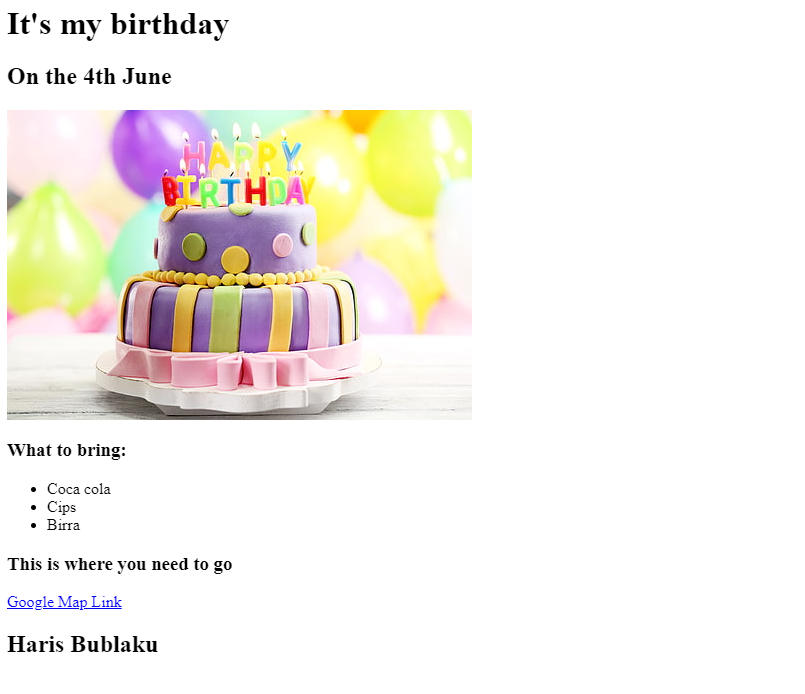 It's my birthday
On the 4th June
HAPPY
BIRTHDAY
What to bring:
Coca cola
Cips
Birra
This is where you need to go
Google Map Link
Haris Bublaku